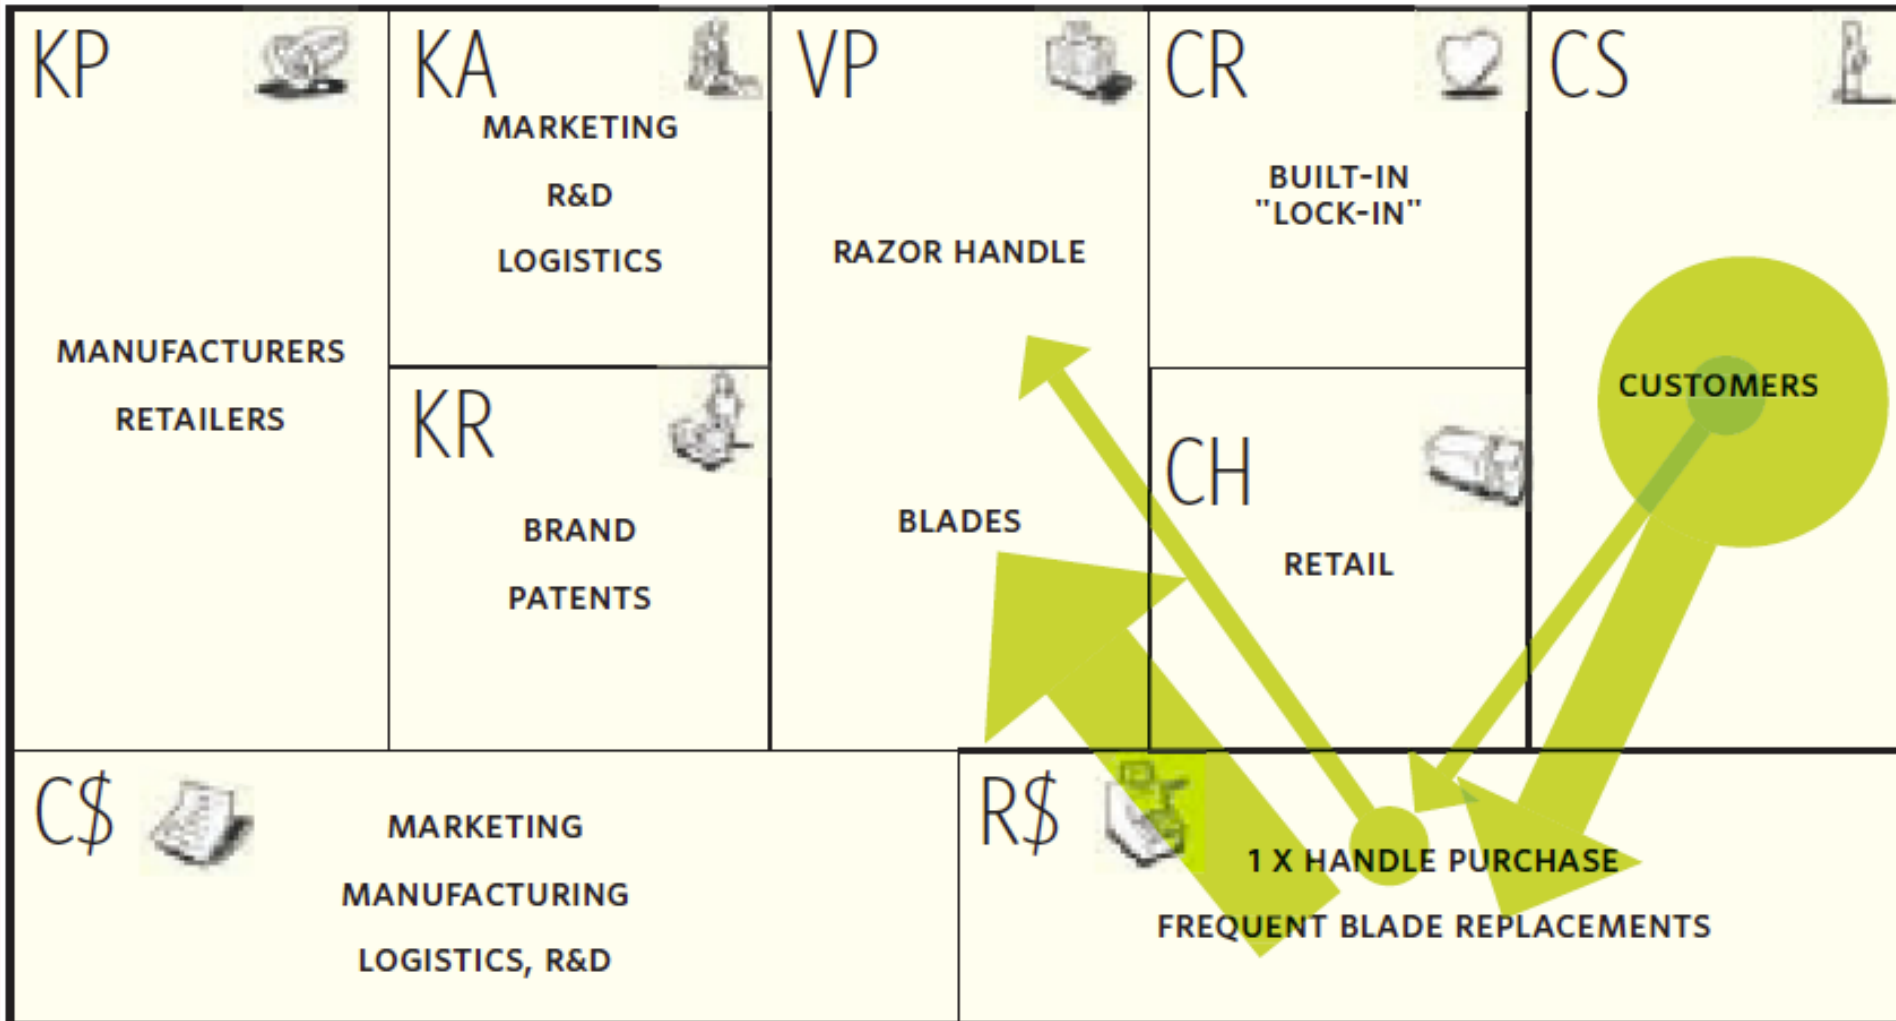 KP
MANUFACTURERS
RETAILERS
KA
MARKETING
R&D
LOGISTICS
KR
BRAND
PATENTS
VP
RAZOR HANDLE
BLADES
CR
BUILT-IN
"LOCK-IN"
CH
RETAIL
CS
CUSTOMERS
C$
MARKETING
MANUFACTURING
LOGISTICS, R&D
R$
1 X HANDLE PURCHASE
FREQUENT BLADE REPLACEMENTS